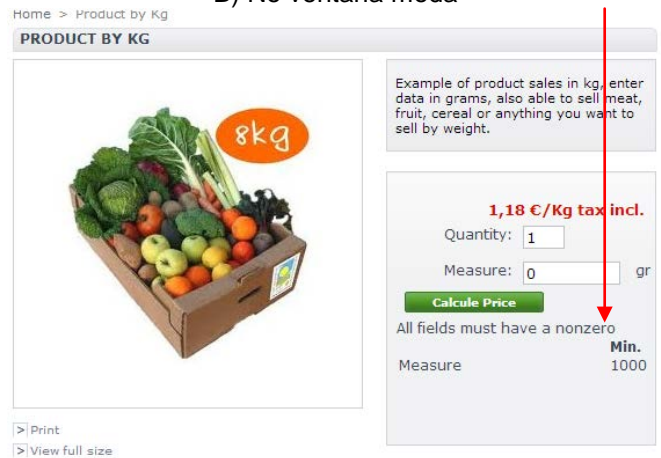 B) No ventana moda
Home > Product by Kg
PRODUCT BY KG
8kg
Example of product sales in kg, enter
data in grams, also able to sell meat,
fruit, cereal or anything you want to
sell by weight.
1,18 €/Kg tax incl.
Quantity: 1
Measure: 0 gr
Calcule Price
All fields must have a nonzero
Min.
Measure 1000
> Print
> View full size